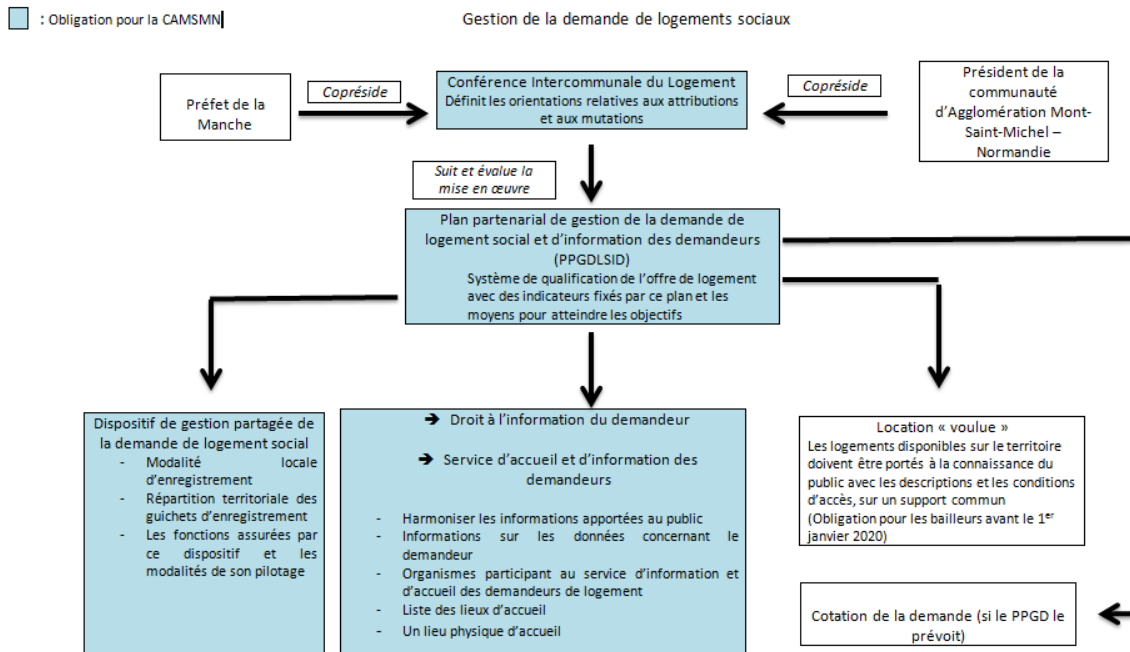 : Obligation pour la CAMSMN
Gestion de la demande de logements sociaux
Préfet de la
Manche
Copréside
Conférence Intercommunale du Logement
Définit les orientations relatives aux attributions
et aux mutations
Copréside
Président de la
communauté
d'Agglomération Mont-
Saint-Michel –
Normandie
Suit et évalue la
mise en œuvre
Plan partenarial de gestion de la demande de
logement social et d'information des demandeurs
(PPGDLSID)
Système de qualification de l'offre de logement
avec des indicateurs fixés par ce plan et les
moyens pour atteindre les objectifs
Dispositif de gestion partagée de
la demande de logement social
- Modalité locale
d'enregistrement
- Répartition territoriale des
guichets d'enregistrement
- Les fonctions assurées par
ce dispositif et les
modalités de son pilotage
➔ Droit à l'information du demandeur
➔ Service d'accueil et d'information des
demandeurs
- Harmoniser les informations apportées au public
- Informations sur les données concernant le
demandeur
- Organismes participant au service d'information et
d'accueil des demandeurs de logement
- Liste des lieux d'accueil
- Un lieu physique d'accueil
Location « voulue »
Les logements disponibles sur le territoire
doivent être portés à la connaissance du
public avec les descriptions et les conditions
d'accès, sur un support commun
(Obligation pour les bailleurs avant le 1er
janvier 2020)
Cotation de la demande (si le PPGD le
prévoit)